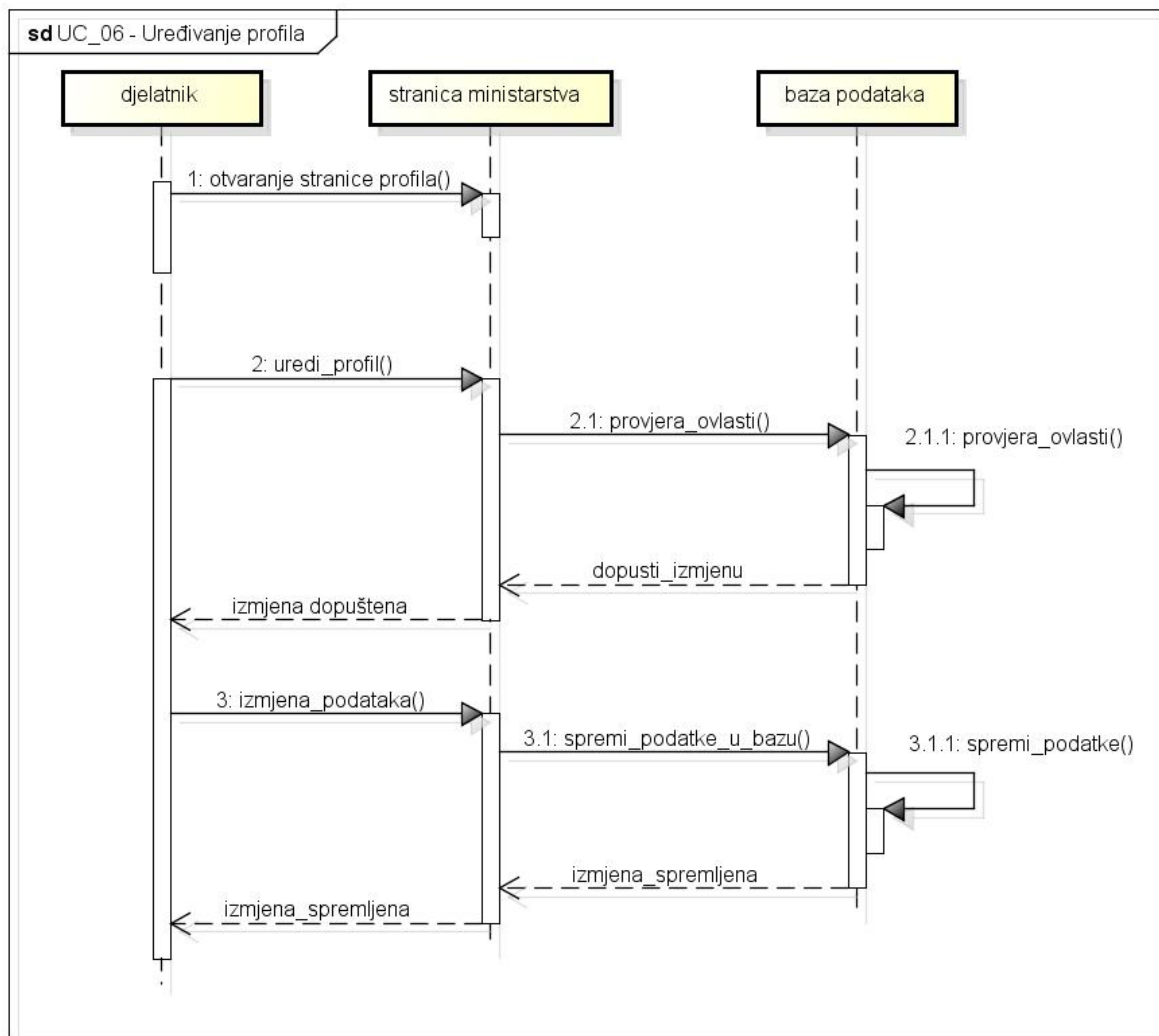 sd UC_06 - Uređivanje profila
djelatnik
stranica ministarstva
baza podataka
1: otvaranje stranice profila()
2: uredi_profil()
2.1: provjera_ovlasti()
2.1.1: provjera_ovlasti()
dopusti_izmjenu
izmjena dopuštena
3: izmjena_podataka()
3.1: spremi_podatke_u_bazu()
3.1.1: spremi_podatke()
izmjena_spremljena
izmjena_spremljena